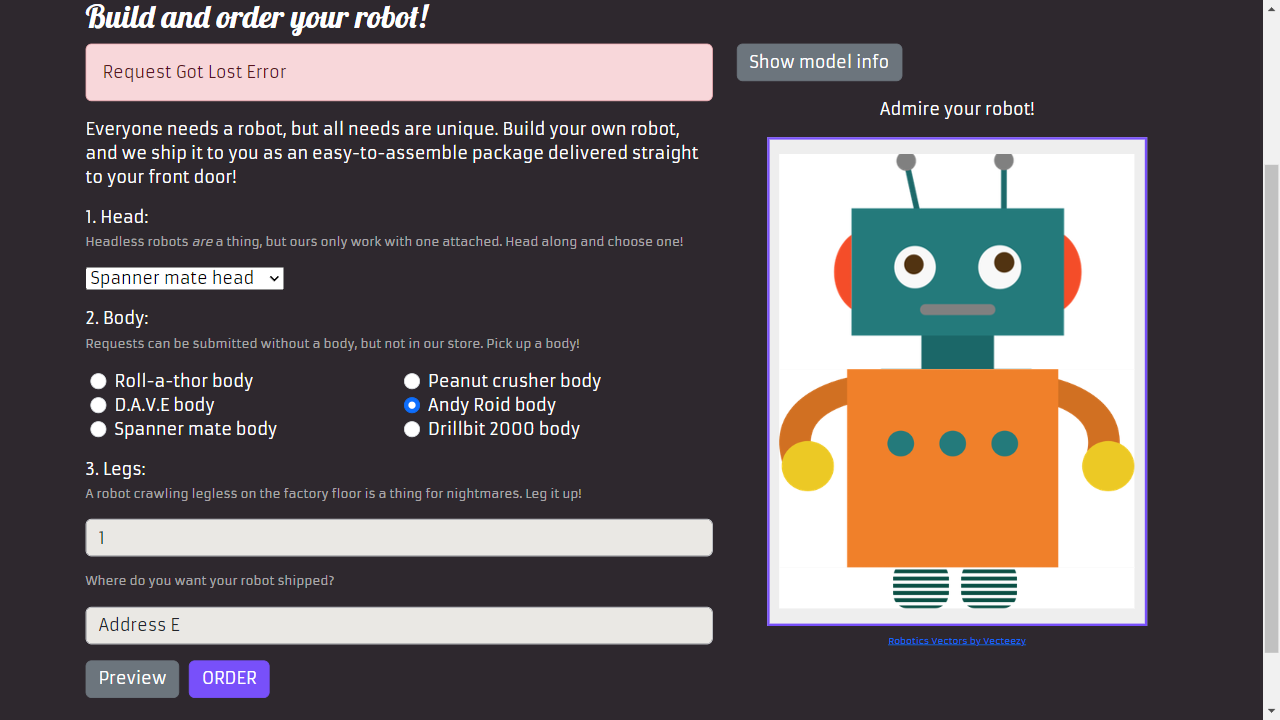 Build and order your robot!
Request Got Lost Error
Everyone needs a robot, but all needs are unique. Build your own robot,
and we ship it to you as an easy-to-assemble package delivered straight
to your front door!
1. Head:
Headless robots are a thing, but ours only work with one attached. Head along and choose one!
Spanner mate head
2. Body:
Requests can be submitted without a body, but not in our store. Pick up a body!
Roll-a-thor body
Peanut crusher body
D.A.V.E body
Andy Roid body
Spanner mate body
Drillbit 2000 body
3. Legs:
A robot crawling legless on the factory floor is a thing for nightmares. Leg it up!
1
Where do you want your robot shipped?
Address E
Preview
ORDER
Show model info
Admire your robot!
Robotics Vectors by Vecteezy